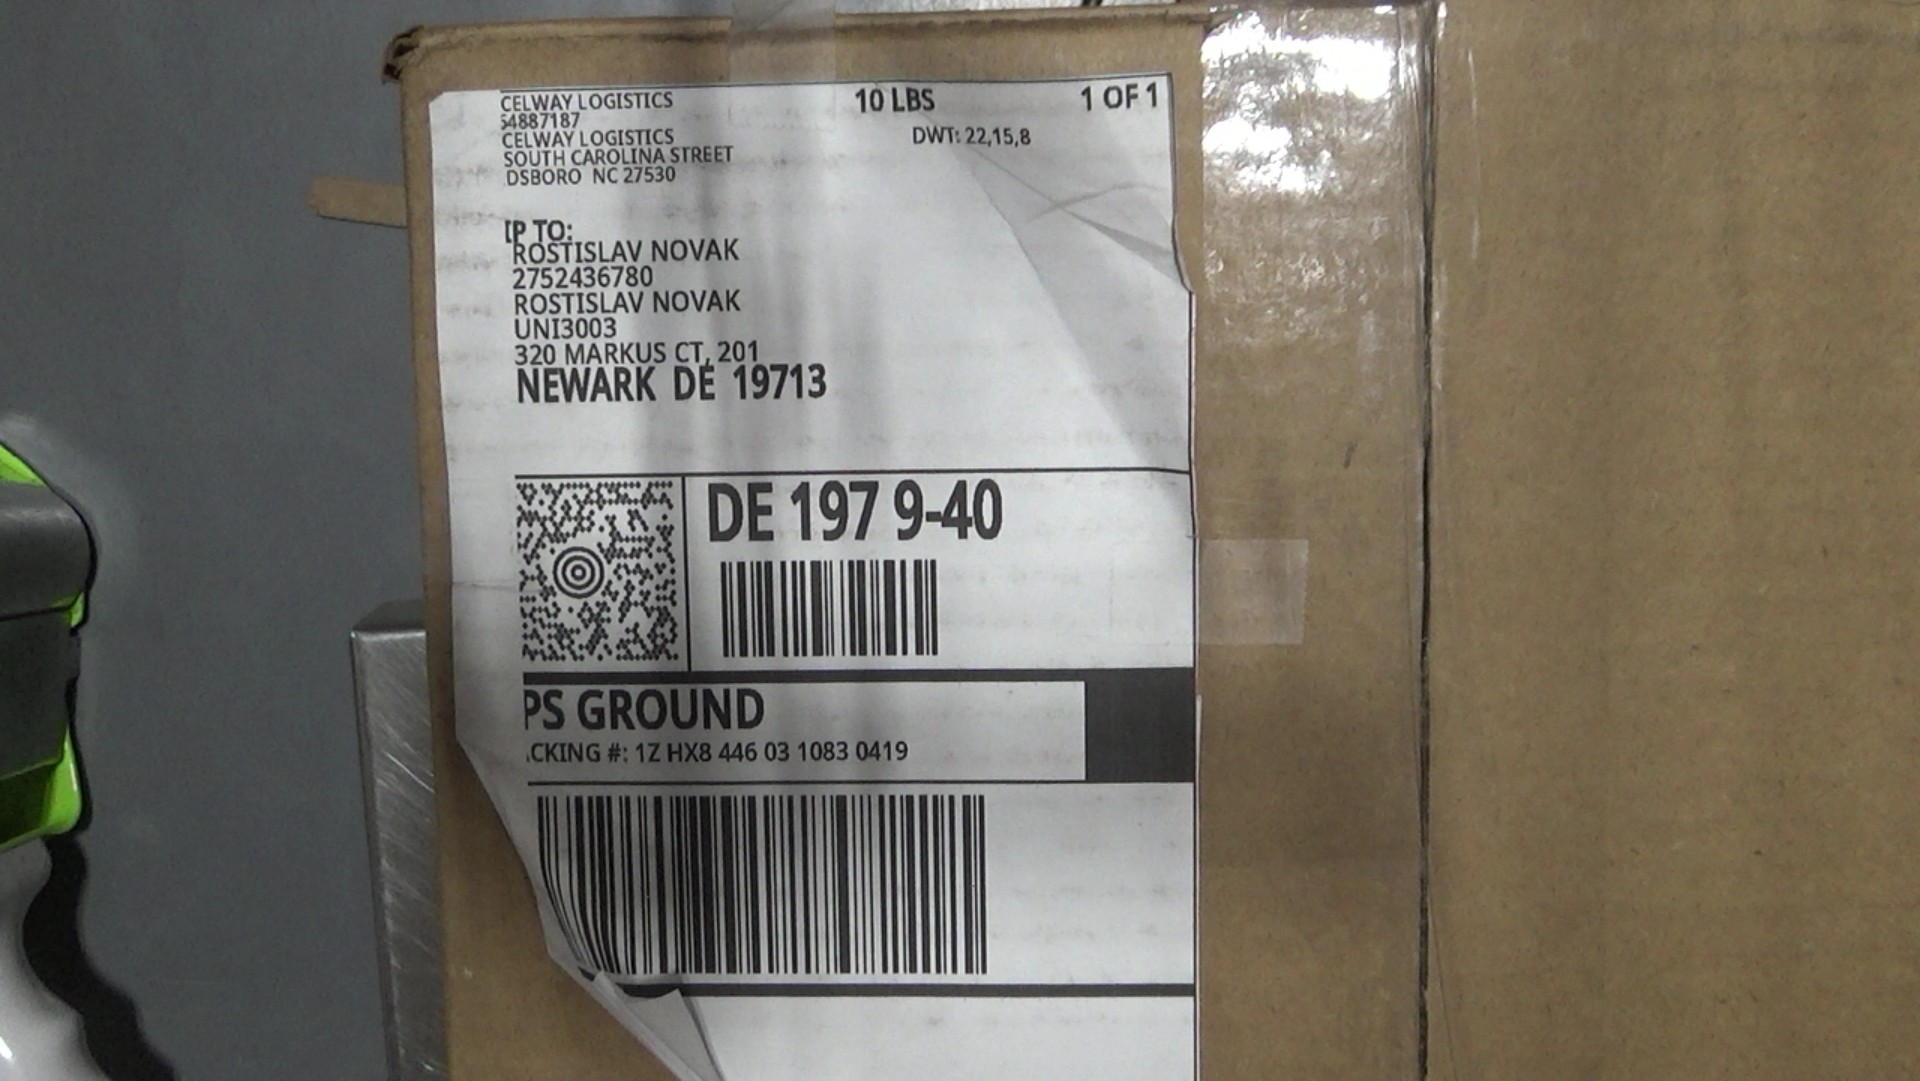 CELWAY LOGISTICS
54887187
CELWAY LOGISTICS
SOUTH CAROLINA STREET
DSBORO NC 27530
10 LBS
1 OF 1
DWT: 22,15,8
IP TO:
ROSTISLAV NOVAK
2752436780
ROSTISLAV NOVAK
UNI3003
320 MARKUS CT, 201
NEWARK DE 19713
DE 197 9-40
PS GROUND
CKING #: 1Z HX8 446 03 1083 0419